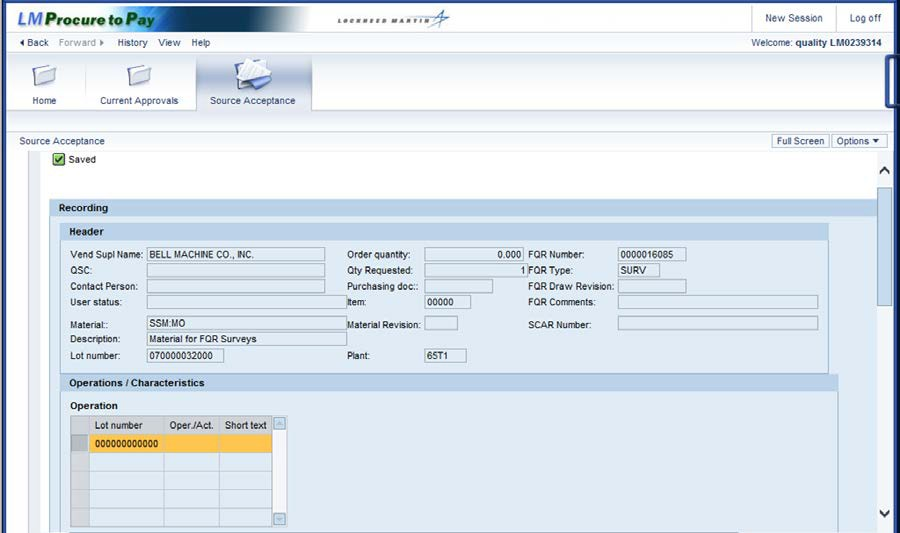 LM Procure to Pay LOCKHEED MARTIN New Session Log off
Back Forward History View Help Welcome: quality LM0239314
Home Current Approvals Source Acceptance
Source Acceptance Full Screen Options
Saved
Recording
Header
Vend Supl Name: BELL MACHINE CO., INC. Order quantity: 0.000 FQR Number: 0000016085
QSC: Qty Requested: 1 FQR Type: SURV
Contact Person: Purchasing doc:: FQR Draw Revision:
User status: Item: 00000 FQR Comments:
Material:: SSM:MO Material Revision: SCAR Number:
Description: Material for FQR Surveys
Lot number: 070000032000 Plant: 65T1
Operations / Characteristics
Operation
Lot number Oper./Act. Short text
000000000000